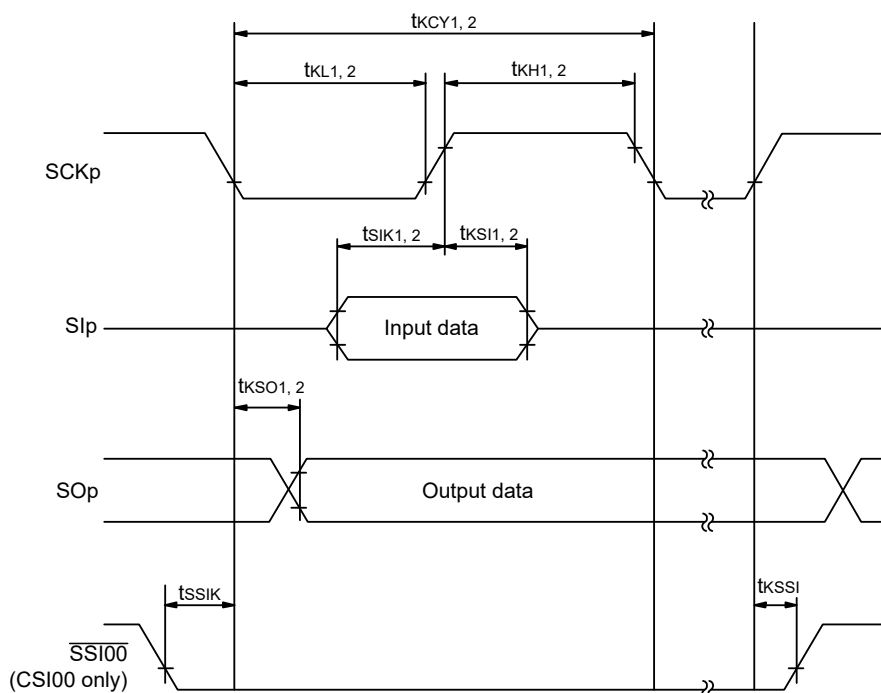 tKCY1, 2
tKL1, 2
tKH1, 2
SCKp
tSIK1, 2
tKSI1, 2
SIp
Input data
tKSO1, 2
SOp
Output data
tSSIK
tKSSI
SSI00
(CSI00 only)